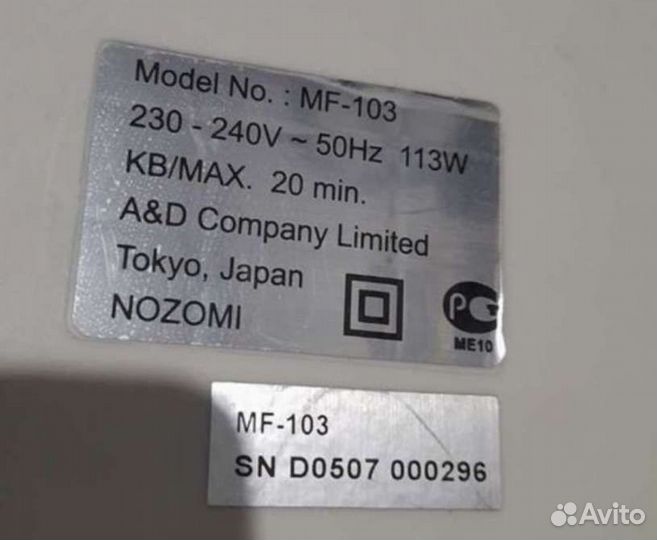 Model No. : MF-103
230 - 240V ~ 50Hz 113W
KB/MAX. 20 min.
A&D Company Limited
Tokyo, Japan
NOZOMI
PG
ME10
MF-103
SN D0507 000296
Avito